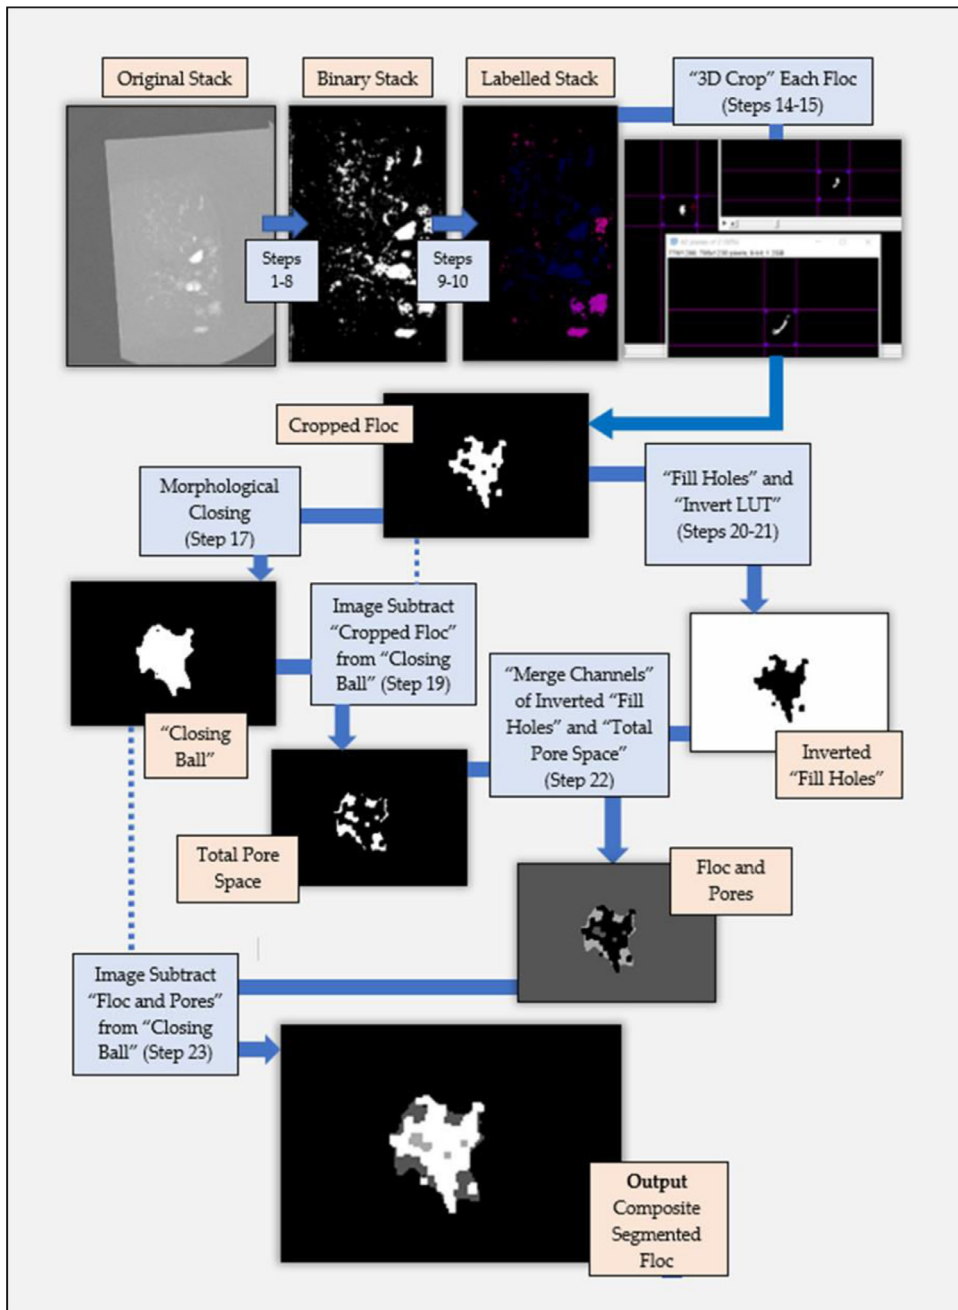 Original Stack
Binary Stack
Labelled Stack
“3D Crop” Each Floc
(Steps 14-15)
Steps
1-8
Steps
9-10
Cropped Floc
Morphological
Closing
(Step 17)
“Fill Holes” and
“Invert LUT”
(Steps 20-21)
Image Subtract
“Cropped Floc”
from “Closing
Ball” (Step 19)
“Merge Channels”
of Inverted “Fill
Holes” and “Total
Pore Space”
(Step 22)
“Closing
Ball”
Inverted
“Fill Holes”
Total Pore
Space
Floc and
Pores
Image Subtract
“Floc and Pores”
from “Closing
Ball” (Step 23)
Output
Composite
Segmented
Floc